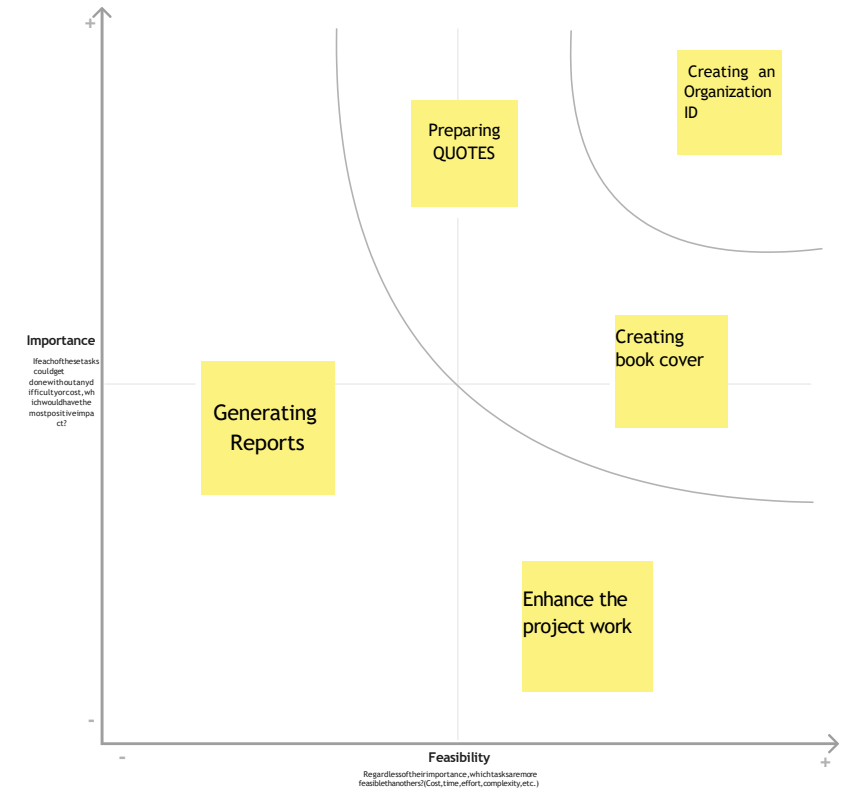 +
Creating an
Organization
ID
Preparing
QUOTES
Importance
Ifeachofthesetasks
couldget
donewithoutanyd
ifficultyorcost,wh
ichwouldhavethe
mostpositiveimpa
ct?
Creating
book cover
Generating
Reports
Enhance the
project work
-
-
Feasibility
+
Regardlessoftheirimportance,whichtasksaremore
feasiblethanothers?(Cost,time,effort,complexity,etc.)